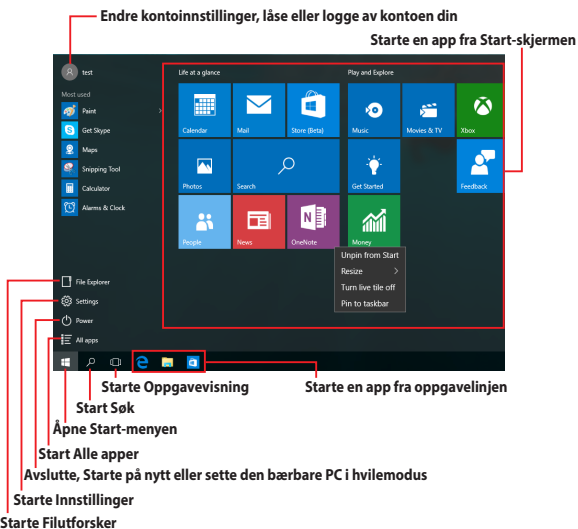 Endre kontoinnstillinger, låse eller logge av kontoen din
Starte en app fra Start-skjermen
test
Most used
Paint
Get Skype
Maps
Snipping Tool
Calculator
Alarms & Clock
File Explorer
Settings
Power
All apps
Life at a glance
Calendar
Mail
Store (Beta)
Photos
Search
People
News
OneNote
Play and Explore
Music
Movies & TV
Xbox
Get Started
Feedback
Money
Unpin from Start
Resize
Turn live tile off
Pin to taskbar
Starte Oppgavevisning
Starte en app fra oppgavelinjen
Start Søk
Åpne Start-menyen
Start Alle apper
Avslutte, Starte på nytt eller sette den bærbare PC i hvilemodus
Starte Innstillinger
Starte Filutforsker